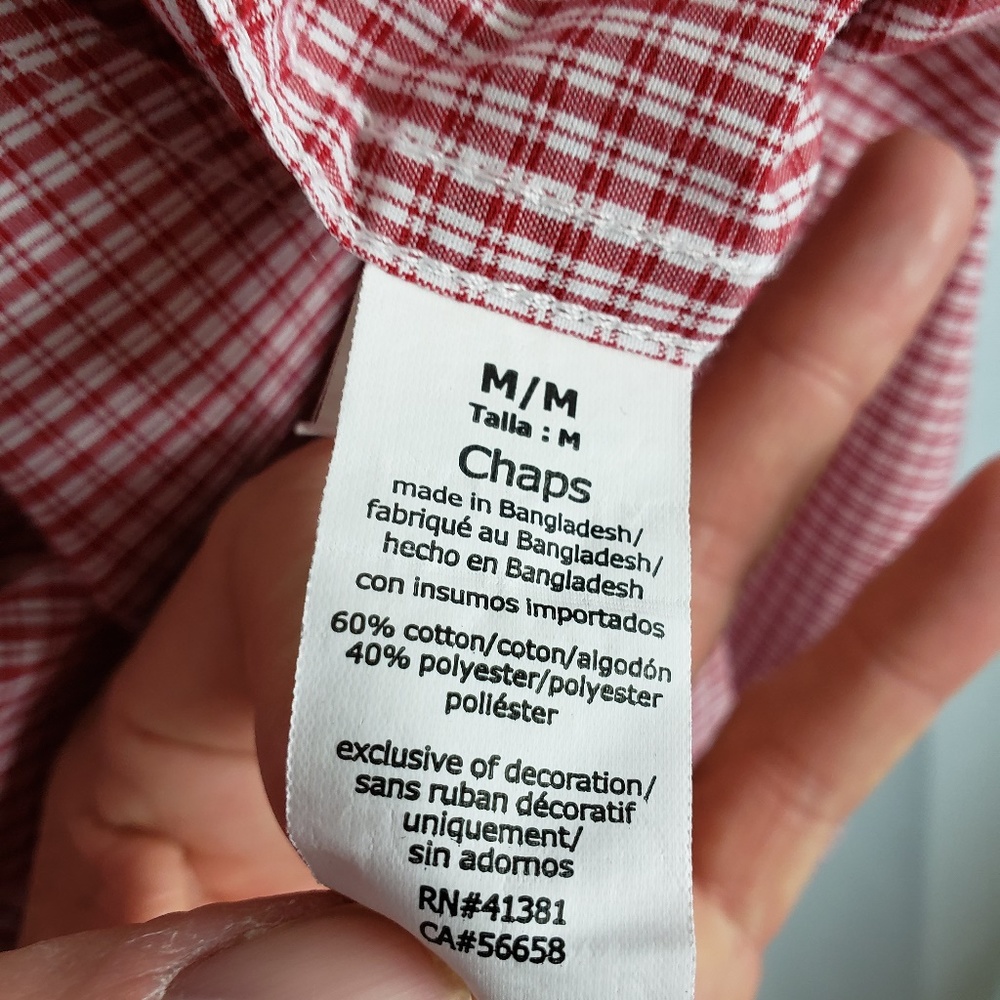 M/M
Talla : M
Chaps
made in Bangladesh/
fabriqué au Bangladesh/
hecho en Bangladesh
con insumos importados
60% cotton/coton/algodón
40% polyester/polyester
poliéster
exclusive of decoration/
sans ruban décoratif
uniquement/
sin adornos
RN#41381
CA#56658